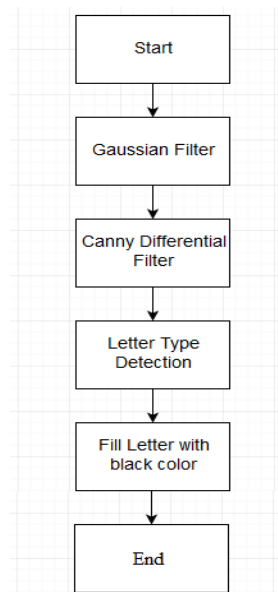 Start
Gaussian Filter
Canny Differential
Filter
Letter Type
Detection
Fill Letter with
black color
End